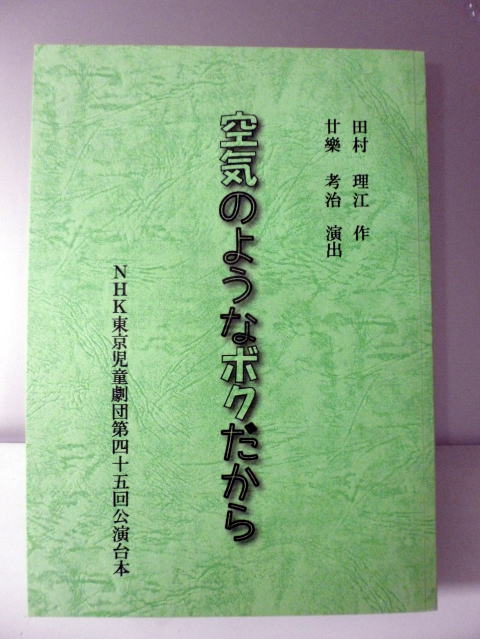 田村 理江 作
廿樂 考治 演出
空気のようなボクだから
NHK東京児童劇団第四十五回公演台本